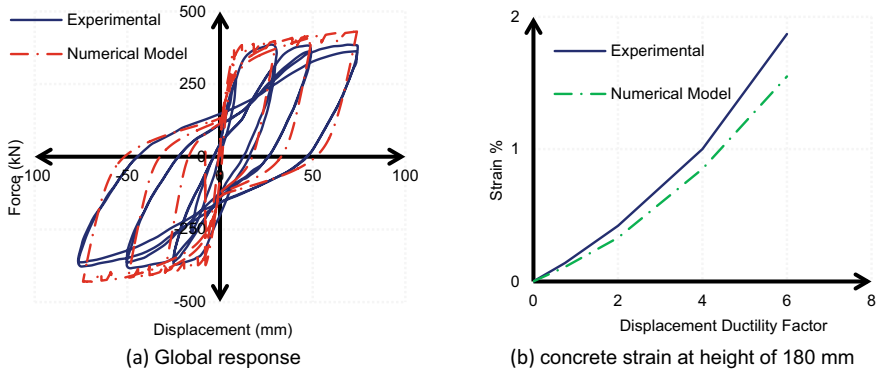 500
Experimental
Numerical Model
250
0
-100
-50
0
50
100
-250
-500
Force (kN)
Displacement (mm)
(a) Global response
2
Experimental
Numerical Model
1
0
0
2
4
6
8
Strain %
Displacement Ductility Factor
(b) concrete strain at height of 180 mm